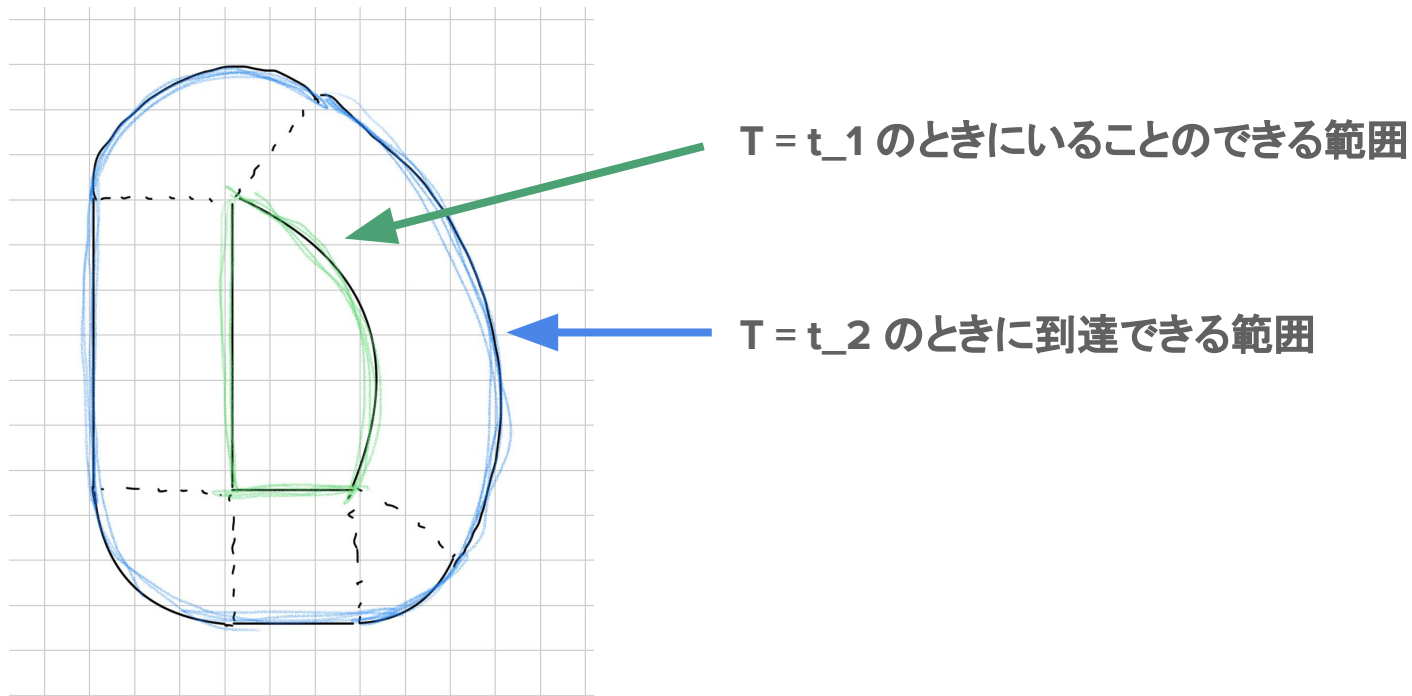 T = t_1 のときにいることのできる範囲
T = t_2 のときに到達できる範囲